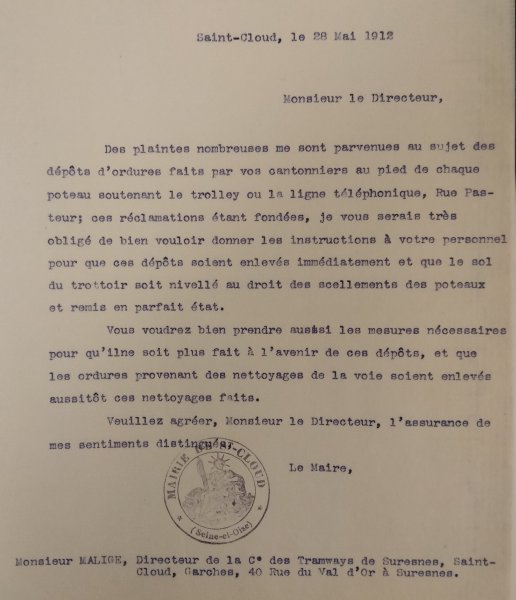 Saint-Cloud, le 28 Mai 1912
Monsieur le Directeur,
Des plaintes nombreuses me sont parvenues au sujet des
dépôts d'ordures faits par vos cantonniers au pied de chaque
poteau soutenant le trolley ou la ligne téléphonique, Rue Pas-
teur; ces réclamations étant fondées, je vous serais très
obligé de bien vouloir donner les instructions à votre personnel
pour que ces dépôts soient enlevés immédiatement et que le sol
du trottoir soit nivellé au droit des scellements des poteaux
et remis en parfait état.
Vous voudrez bien prendre aussi les mesures nécessaires
pour qu'ilne soit plus fait à l'avenir de ces dépôts, et que
les ordures provenant des nettoyages de la voie soient enlevés
aussitôt ces nettoyages faits.
Veuillez agréer, Monsieur le Directeur, l'assurance de
mes sentiments distingués.
Le Maire,
MAIRIE DE ST-CLOUD
(Seine-et-Oise)
Monsieur MALIGE, Directeur de la Cᵉ des Tramways de Suresnes, Saint-
Cloud, Garches, 40 Rue du Val d'Or à Suresnes.